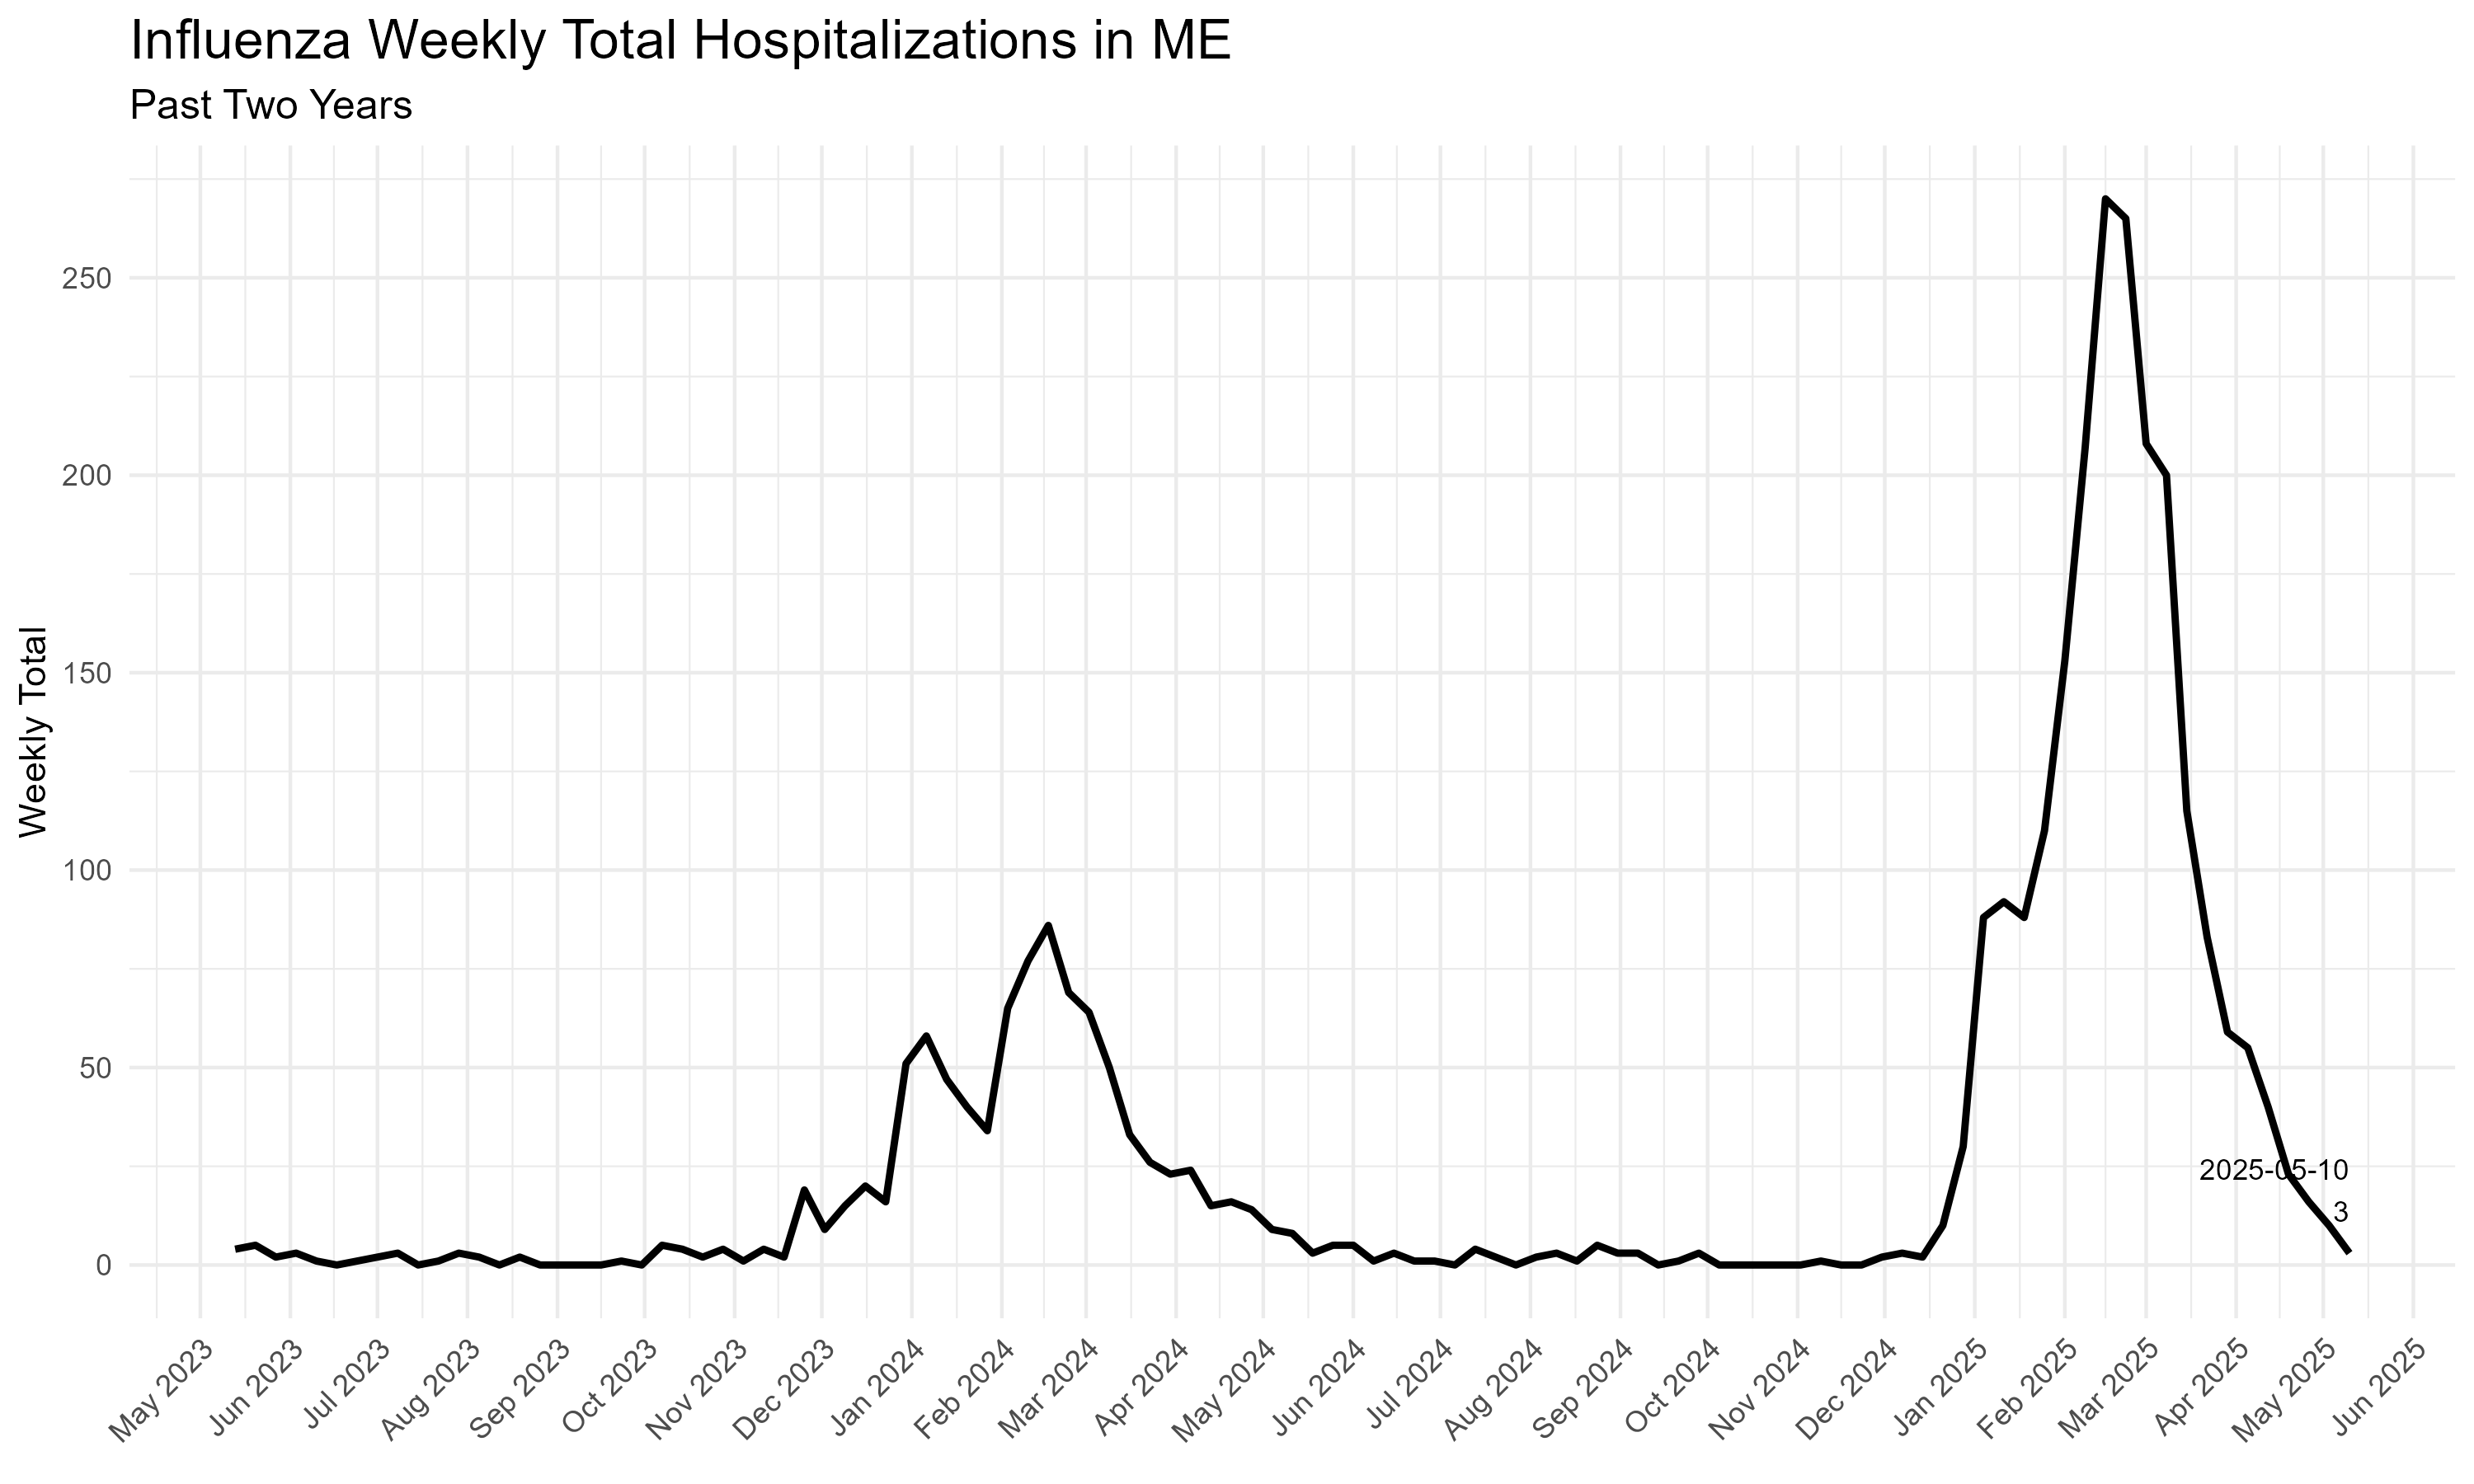 Influenza Weekly Total Hospitalizations in ME
Past Two Years
Weekly Total
250
200
150
100
50
0
2025-05-10
3
May 2023
Jun 2023
Jul 2023
Aug 2023
Sep 2023
Oct 2023
Nov 2023
Dec 2023
Jan 2024
Feb 2024
Mar 2024
Apr 2024
May 2024
Jun 2024
Jul 2024
Aug 2024
Sep 2024
Oct 2024
Nov 2024
Dec 2024
Jan 2025
Feb 2025
Mar 2025
Apr 2025
May 2025
Jun 2025